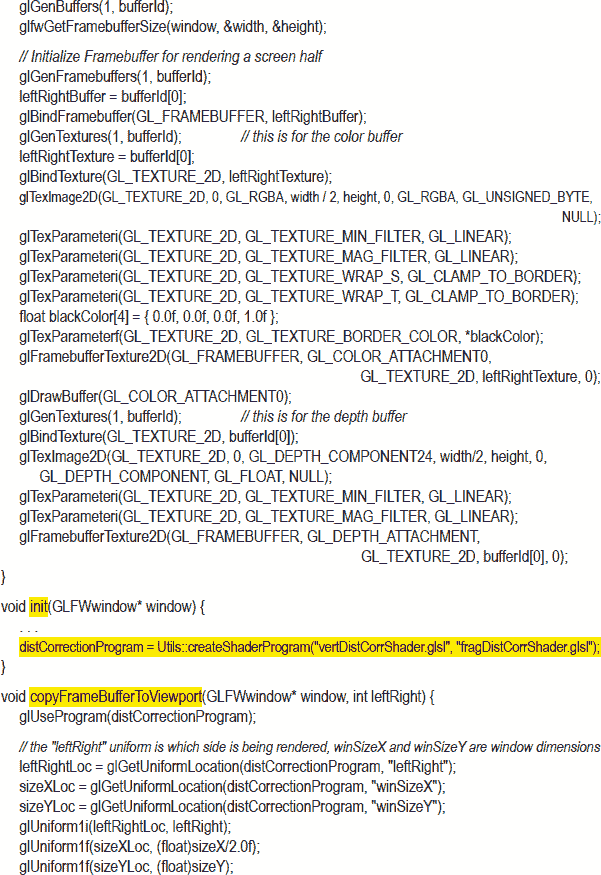 glGenBuffers(1, bufferId);
glfwGetFramebufferSize(window, &width, &height);
// Initialize Framebuffer for rendering a screen half
glGenFramebuffers(1, bufferId);
leftRightBuffer = bufferId[0];
glBindFramebuffer(GL_FRAMEBUFFER, leftRightBuffer);
glGenTextures(1, bufferId); // this is for the color buffer
leftRightTexture = bufferId[0];
glBindTexture(GL_TEXTURE_2D, leftRightTexture);
glTexImage2D(GL_TEXTURE_2D, 0, GL_RGBA, width / 2, height, 0, GL_RGBA, GL_UNSIGNED_BYTE,
NULL);
glTexParameteri(GL_TEXTURE_2D, GL_TEXTURE_MIN_FILTER, GL_LINEAR);
glTexParameteri(GL_TEXTURE_2D, GL_TEXTURE_MAG_FILTER, GL_LINEAR);
glTexParameteri(GL_TEXTURE_2D, GL_TEXTURE_WRAP_S, GL_CLAMP_TO_BORDER);
glTexParameteri(GL_TEXTURE_2D, GL_TEXTURE_WRAP_T, GL_CLAMP_TO_BORDER);
float blackColor[4] = { 0.0f, 0.0f, 0.0f, 1.0f };
glTexParameterf(GL_TEXTURE_2D, GL_TEXTURE_BORDER_COLOR, *blackColor);
glFramebufferTexture2D(GL_FRAMEBUFFER, GL_COLOR_ATTACHMENT0,
GL_TEXTURE_2D, leftRightTexture, 0);
glDrawBuffer(GL_COLOR_ATTACHMENT0);
glGenTextures(1, bufferId); // this is for the depth buffer
glBindTexture(GL_TEXTURE_2D, bufferId[0]);
glTexImage2D(GL_TEXTURE_2D, 0, GL_DEPTH_COMPONENT24, width/2, height, 0,
GL_DEPTH_COMPONENT, GL_FLOAT, NULL);
glTexParameteri(GL_TEXTURE_2D, GL_TEXTURE_MIN_FILTER, GL_LINEAR);
glTexParameteri(GL_TEXTURE_2D, GL_TEXTURE_MAG_FILTER, GL_LINEAR);
glFramebufferTexture2D(GL_FRAMEBUFFER, GL_DEPTH_ATTACHMENT,
GL_TEXTURE_2D, bufferId[0], 0);
}
void init(GLFWwindow* window) {
. . .
distCorrectionProgram = Utils::createShaderProgram("vertDistCorrShader.glsl", "fragDistCorrShader.glsl");
}
void copyFrameBufferToViewport(GLFWwindow* window, int leftRight) {
glUseProgram(distCorrectionProgram);
// the "leftRight" uniform is which side is being rendered, winSizeX and winSizeY are window dimensions
leftRightLoc = glGetUniformLocation(distCorrectionProgram, "leftRight");
sizeXLoc = glGetUniformLocation(distCorrectionProgram, "winSizeX");
sizeYLoc = glGetUniformLocation(distCorrectionProgram, "winSizeY");
glUniform1i(leftRightLoc, leftRight);
glUniform1f(sizeXLoc, (float)sizeX/2.0f);
glUniform1f(sizeYLoc, (float)sizeY);